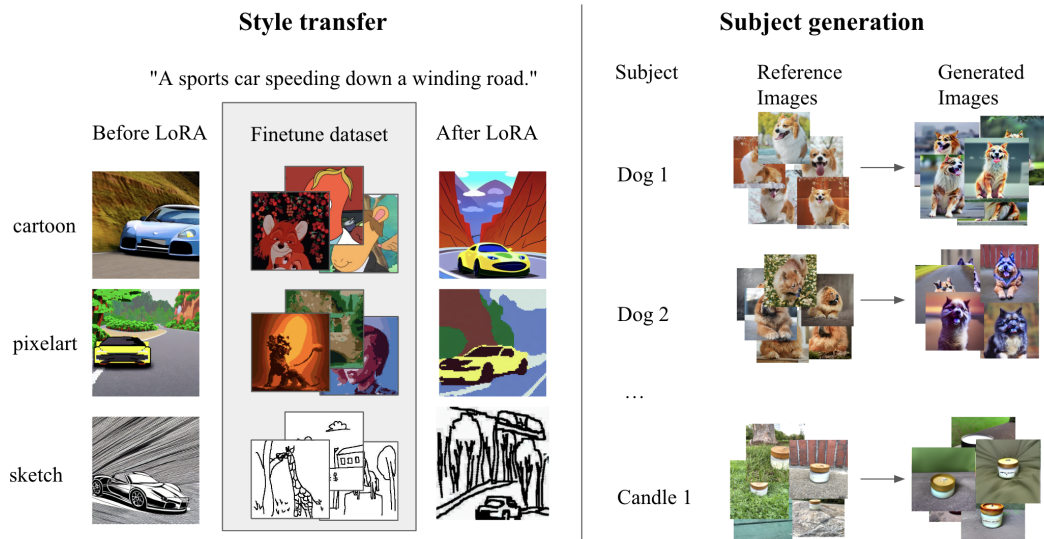 Style transfer
"A sports car speeding down a winding road."
Before LoRA
Finetune dataset
After LoRA
cartoon
pixelart
sketch
Subject generation
Subject
Reference
Images
Generated
Images
Dog 1
Dog 2
...
Candle 1